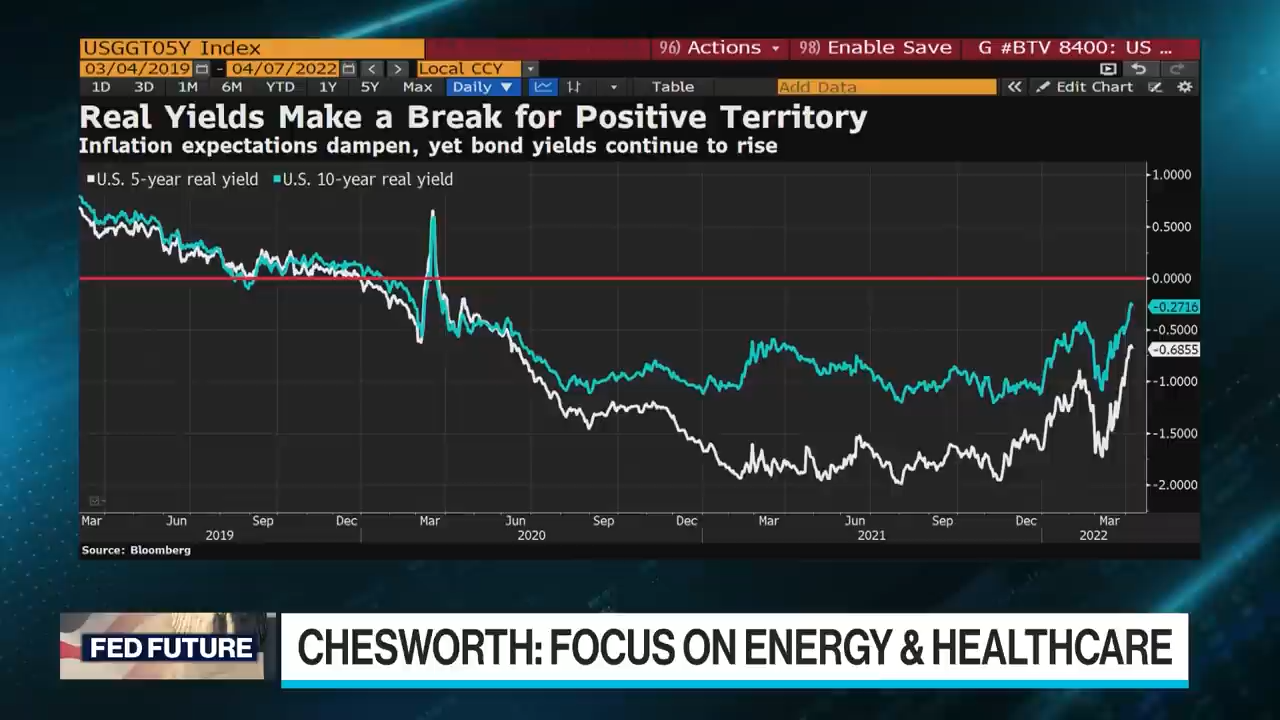 USGGT05Y Index 96) Actions 98) Enable Save G #BTV 8400: US ...
03/04/2019 - 04/07/2022 < > Local CCY
1D 3D 1M 6M YTD 1Y 5Y Max Daily ▼ Table Add Data « Edit Chart
Real Yields Make a Break for Positive Territory
Inflation expectations dampen, yet bond yields continue to rise
U.S. 5-year real yield U.S. 10-year real yield
1.0000
0.5000
0.0000
-0.2716
-0.5000
-0.6855
-1.0000
-1.5000
-2.0000
Mar Jun Sep Dec Mar Jun Sep Dec Mar Jun Sep Dec Mar
2019 2020 2021 2022
Source: Bloomberg
FED FUTURE
CHESWORTH: FOCUS ON ENERGY & HEALTHCARE